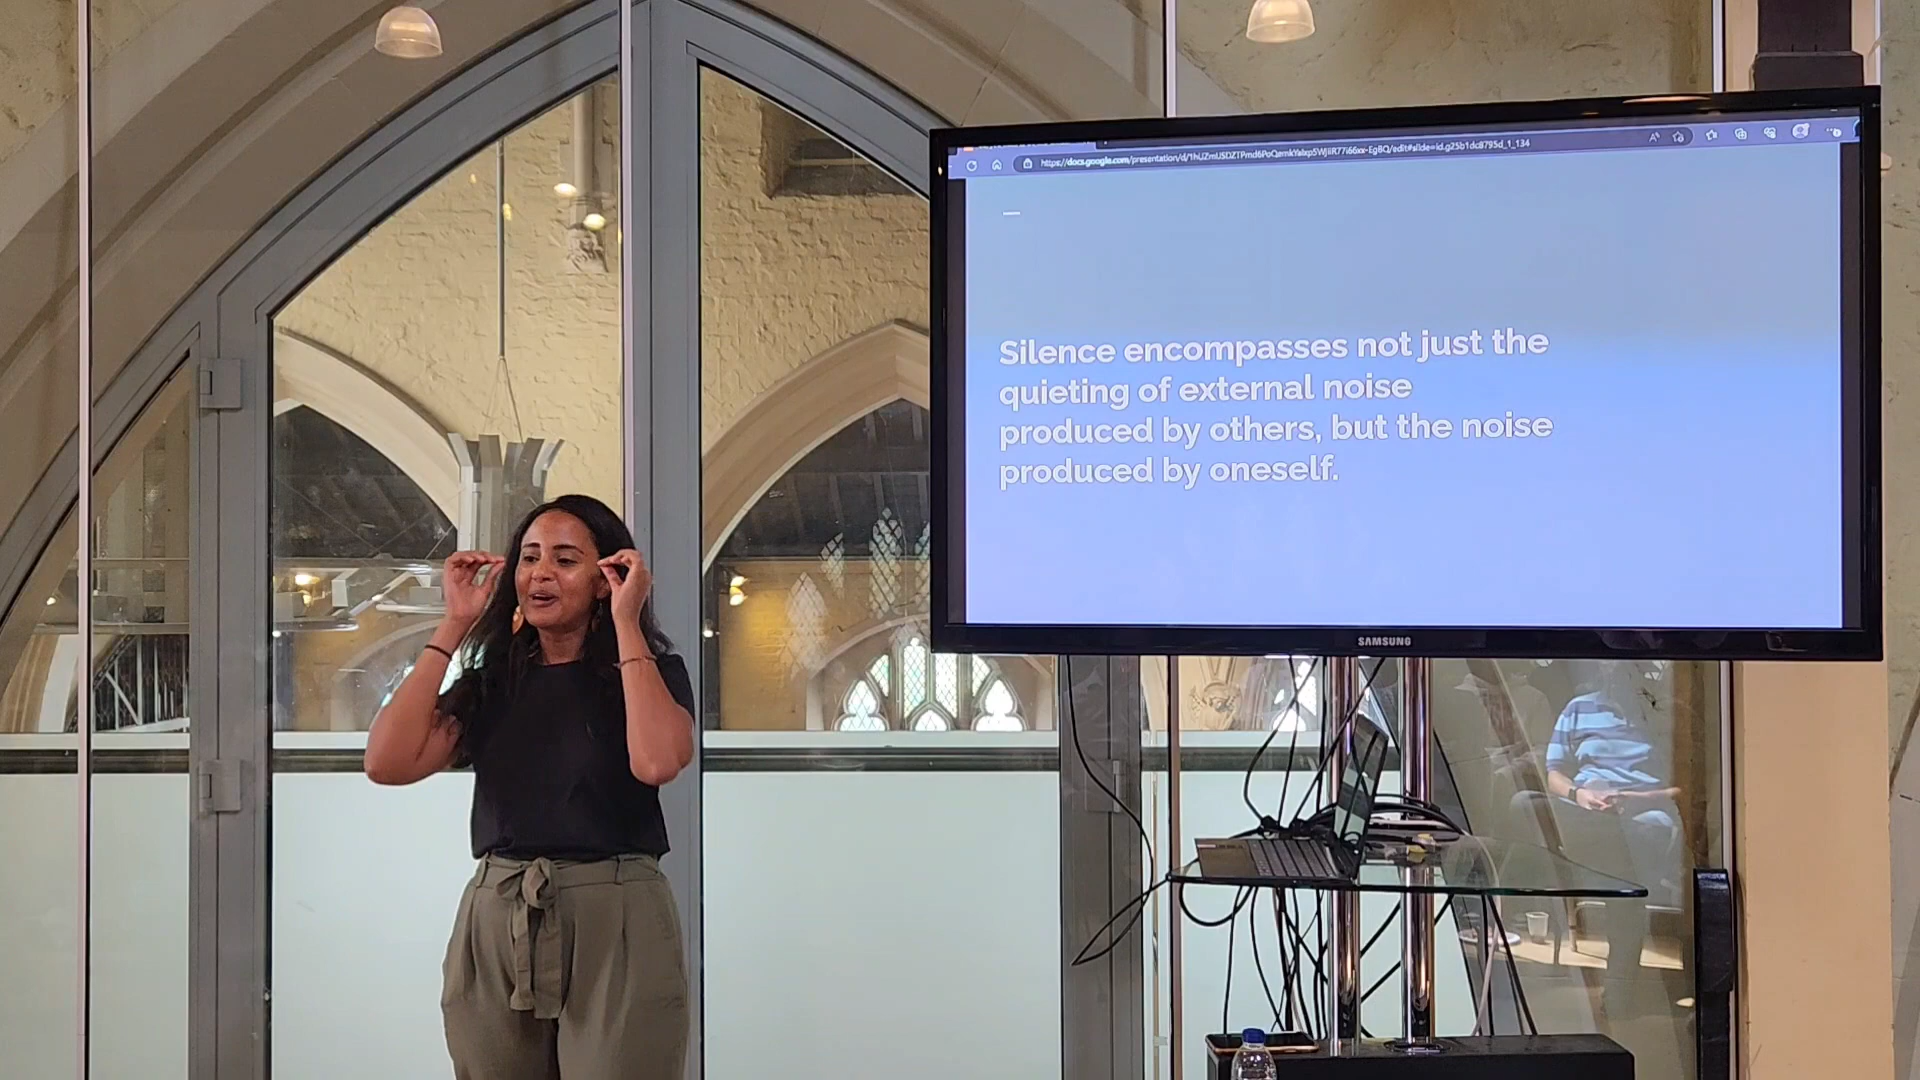 Silence encompasses not just the
quieting of external noise
produced by others, but the noise
produced by oneself.
SAMSUNG